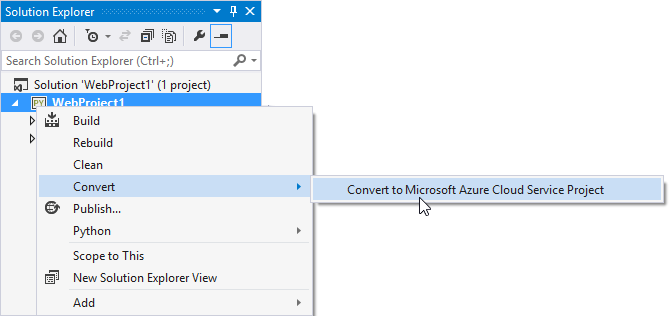 Solution Explorer
Search Solution Explorer (Ctrl+;)
Solution 'WebProject1' (1 project)
PY WebProject1
Build
Rebuild
Clean
Convert
Convert to Microsoft Azure Cloud Service Project
Publish...
Python
Scope to This
New Solution Explorer View
Add